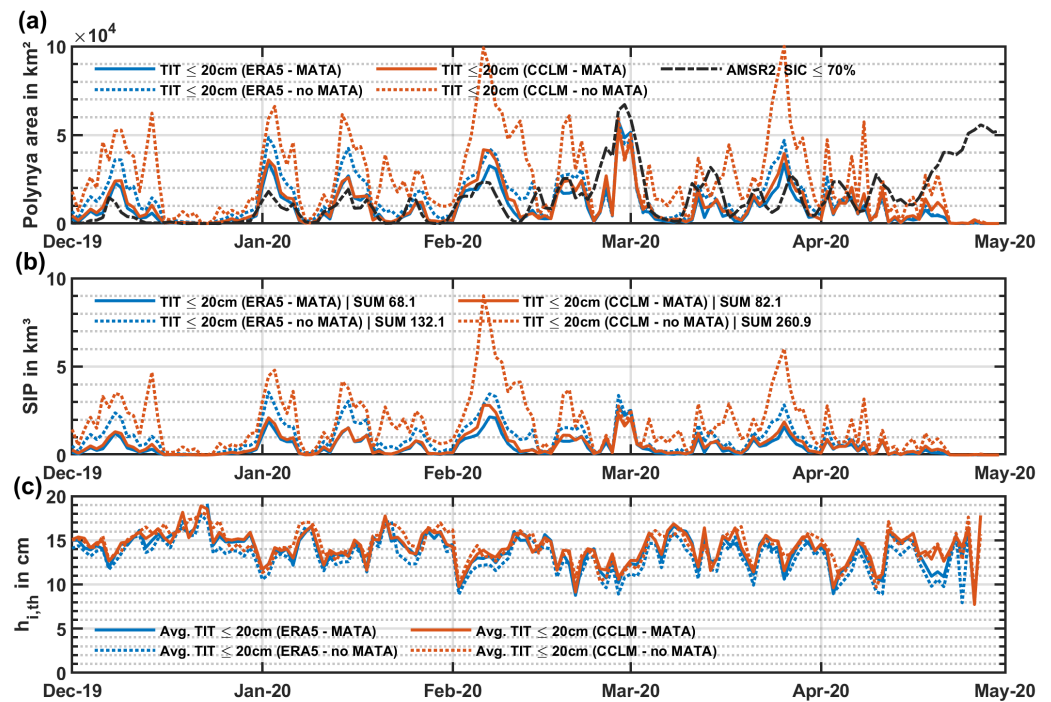 (a)
×10⁴
Polynya area in km²
10
5
0
TIT ≤ 20cm (ERA5 - MATA)
TIT ≤ 20cm (CCLM - MATA)
AMSR2 SIC ≤ 70%
TIT ≤ 20cm (ERA5 - no MATA)
TIT ≤ 20cm (CCLM - no MATA)
Dec-19 Jan-20 Feb-20 Mar-20 Apr-20 May-20
(b)
SIP in km³
10
5
0
TIT ≤ 20cm (ERA5 - MATA) | SUM 68.1
TIT ≤ 20cm (CCLM - MATA) | SUM 82.1
TIT ≤ 20cm (ERA5 - no MATA) | SUM 132.1
TIT ≤ 20cm (CCLM - no MATA) | SUM 260.9
Dec-19 Jan-20 Feb-20 Mar-20 Apr-20 May-20
(c)
h_i,th in cm
20
15
10
5
0
Avg. TIT ≤ 20cm (ERA5 - MATA)
Avg. TIT ≤ 20cm (CCLM - MATA)
Avg. TIT ≤ 20cm (ERA5 - no MATA)
Avg. TIT ≤ 20cm (CCLM - no MATA)
Dec-19 Jan-20 Feb-20 Mar-20 Apr-20 May-20